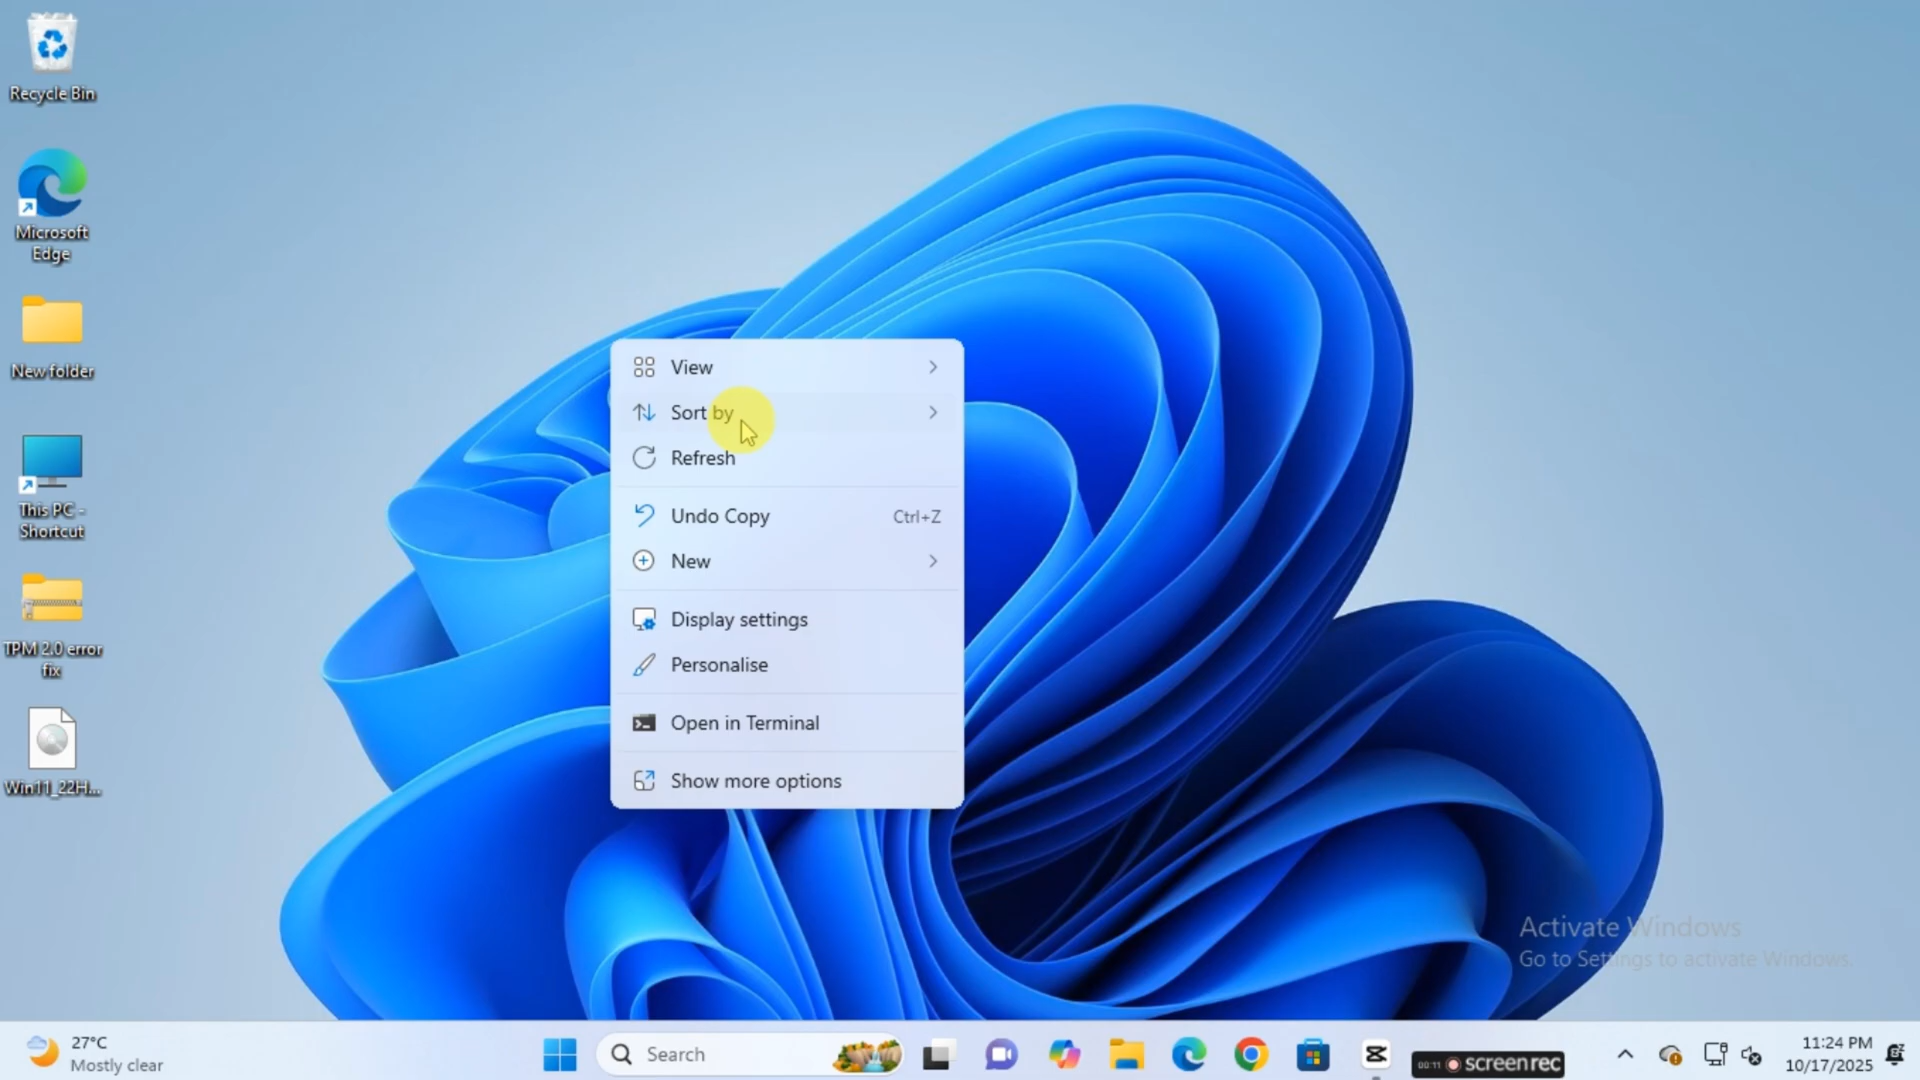 Recycle Bin
Microsoft
Edge
New folder
This PC -
Shortcut
TPM 2.0 error
fix
Win11_22H...
View
Sort by
Refresh
Undo Copy Ctrl+Z
New
Display settings
Personalise
Open in Terminal
Show more options
Activate Windows
Go to Settings to activate Windows.
27°C
Mostly clear
Search
00:11 screenrec
11:24 PM
10/17/2025